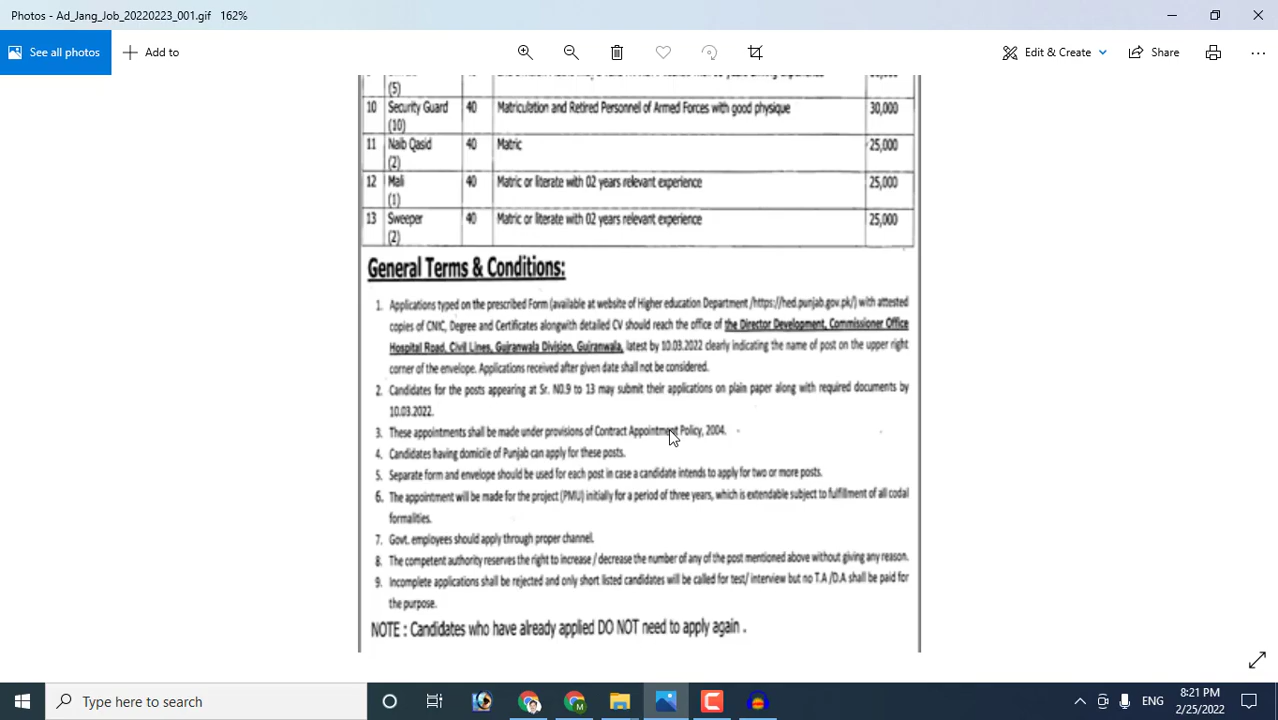 Photos - Ad_Jang_Job_20220223_001.gif 162%
See all photos
Add to
Edit & Create
Share
(5)
10 Security Guard 40 Matriculation and Retired Personnel of Armed Forces with good physique 30,000
(10)
11 Naib Qasid 40 Matric 25,000
(2)
12 Mali 40 Matric or literate with 02 years relevant experience 25,000
(1)
13 Sweeper 40 Matric or literate with 02 years relevant experience 25,000
(2)
General Terms & Conditions:
1. Applications typed on the prescribed Form (available at website of Higher education Department /https://hed.punjab.gov.pk/) with attested
copies of CNIC, Degree and Certificates alongwith detailed CV should reach the office of the Director Development, Commissioner Office
Hospital Road, Civil Lines, Gujranwala Division, Gujranwala, latest by 10.03.2022 clearly indicating the name of post on the upper right
corner of the envelope. Applications received after given date shall not be considered.
2. Candidates for the posts appearing at Sr. N0.9 to 13 may submit their applications on plain paper along with required documents by
10.03.2022.
3. These appointments shall be made under provisions of Contract Appointment Policy, 2004.
4. Candidates having domicile of Punjab can apply for these posts.
5. Separate form and envelope should be used for each post in case a candidate intends to apply for two or more posts.
6. The appointment will be made for the project (PMU) initially for a period of three years, which is extendable subject to fulfillment of all codal
formalities.
7. Govt. employees should apply through proper channel.
8. The competent authority reserves the right to increase / decrease the number of any of the post mentioned above without giving any reason.
9. Incomplete applications shall be rejected and only short listed candidates will be called for test/ interview but no T.A /D.A shall be paid for
the purpose.
NOTE : Candidates who have already applied DO NOT need to apply again .
Type here to search
ENG
8:21 PM
2/25/2022